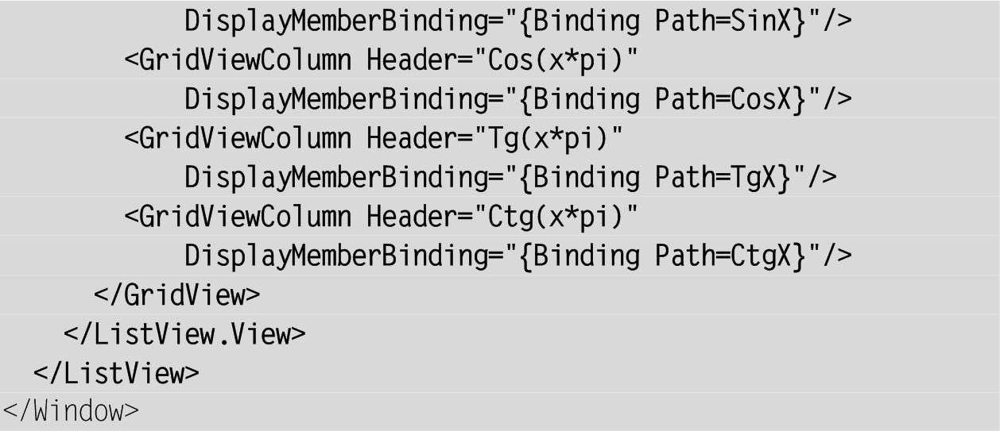 DisplayMemberBinding="{Binding Path=SinX}"/>
        <GridViewColumn Header="Cos(x*pi)"
            DisplayMemberBinding="{Binding Path=CosX}"/>
        <GridViewColumn Header="Tg(x*pi)"
            DisplayMemberBinding="{Binding Path=TgX}"/>
        <GridViewColumn Header="Ctg(x*pi)"
            DisplayMemberBinding="{Binding Path=CtgX}"/>
      </GridView>
    </ListView.View>
  </ListView>
</Window>